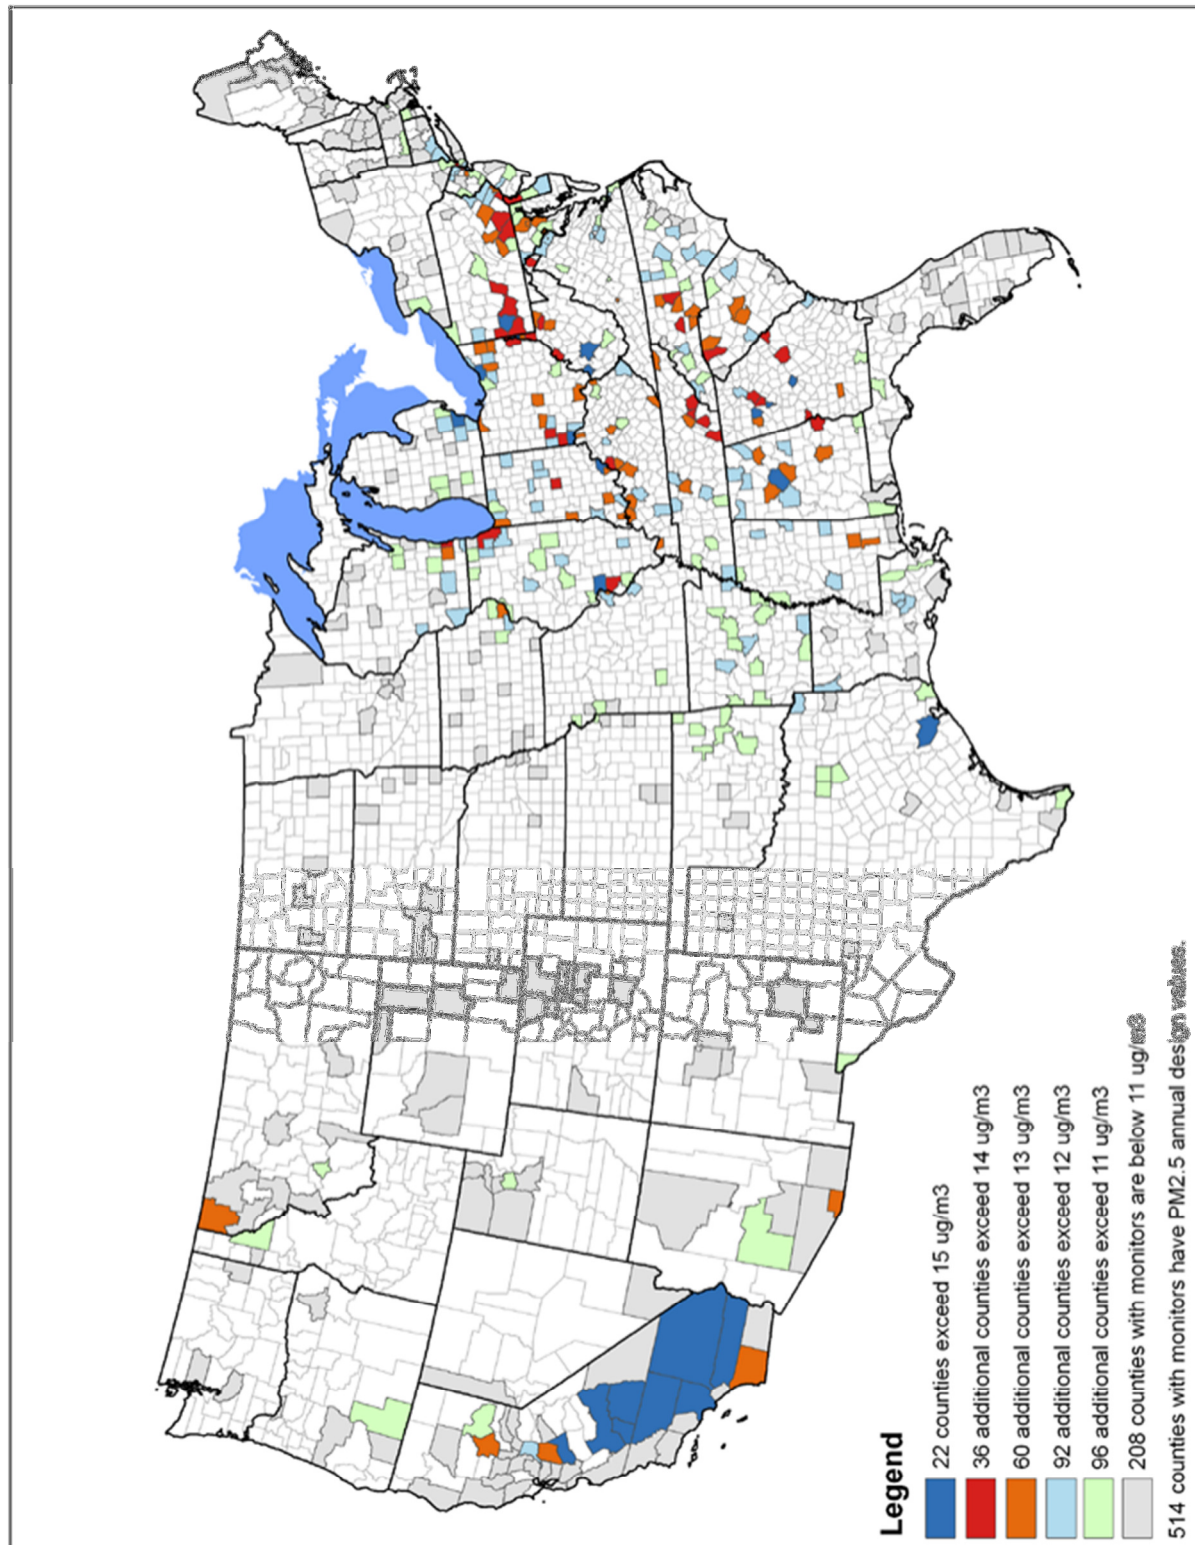 Legend
22 counties exceed 15 ug/m3
36 additional counties exceed 14 ug/m3
60 additional counties exceed 13 ug/m3
92 additional counties exceed 12 ug/m3
96 additional counties exceed 11 ug/m3
208 counties with monitors are below 11 ug/m3
514 counties with monitors have PM2.5 annual design values.